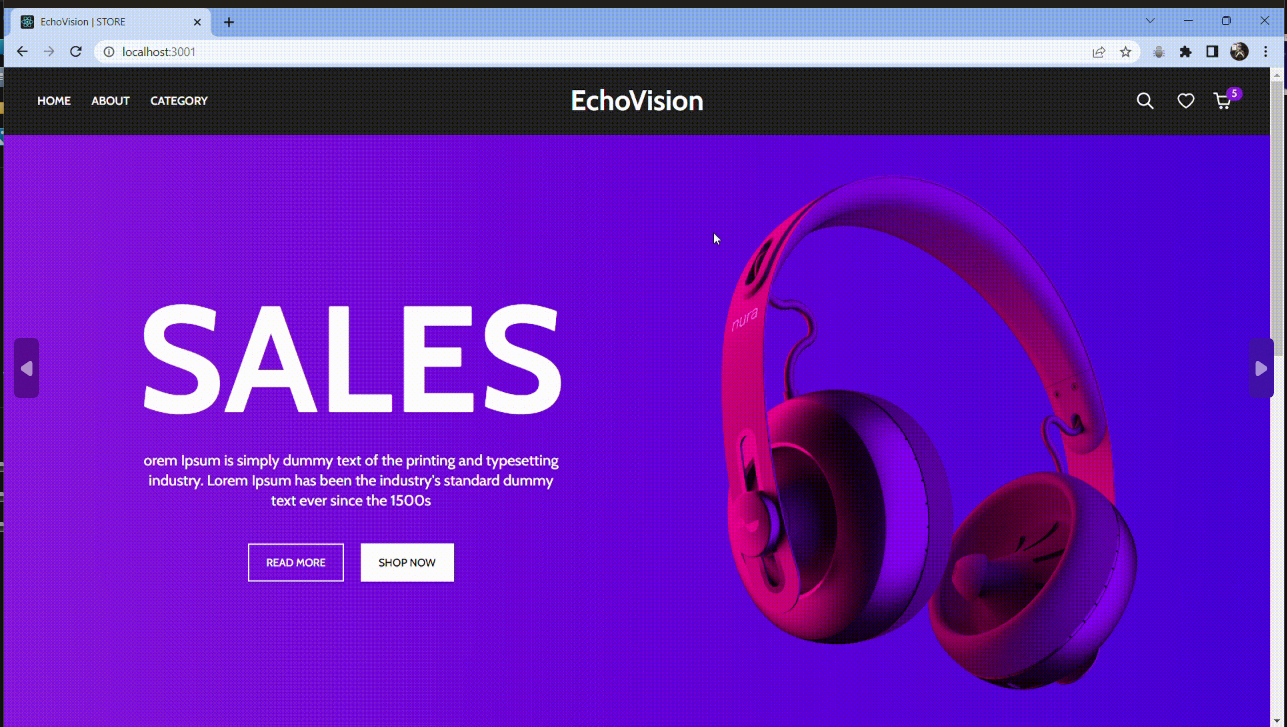 EchoVision | STORE
localhost:3001
HOME ABOUT CATEGORY EchoVision 5
SALES
nura
orem Ipsum is simply dummy text of the printing and typesetting
industry. Lorem Ipsum has been the industry's standard dummy
text ever since the 1500s
READ MORE SHOP NOW